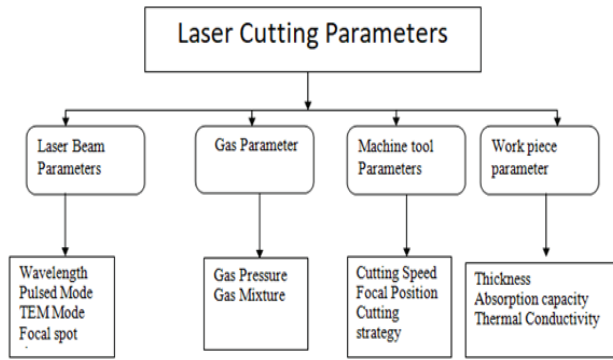 Laser Cutting Parameters
Laser Beam
Parameters
Gas Parameter
Machine tool
Parameters
Work piece
parameter
Wavelength
Pulsed Mode
TEM Mode
Focal spot
Gas Pressure
Gas Mixture
Cutting Speed
Focal Position
Cutting
strategy
Thickness
Absorption capacity
Thermal Conductivity